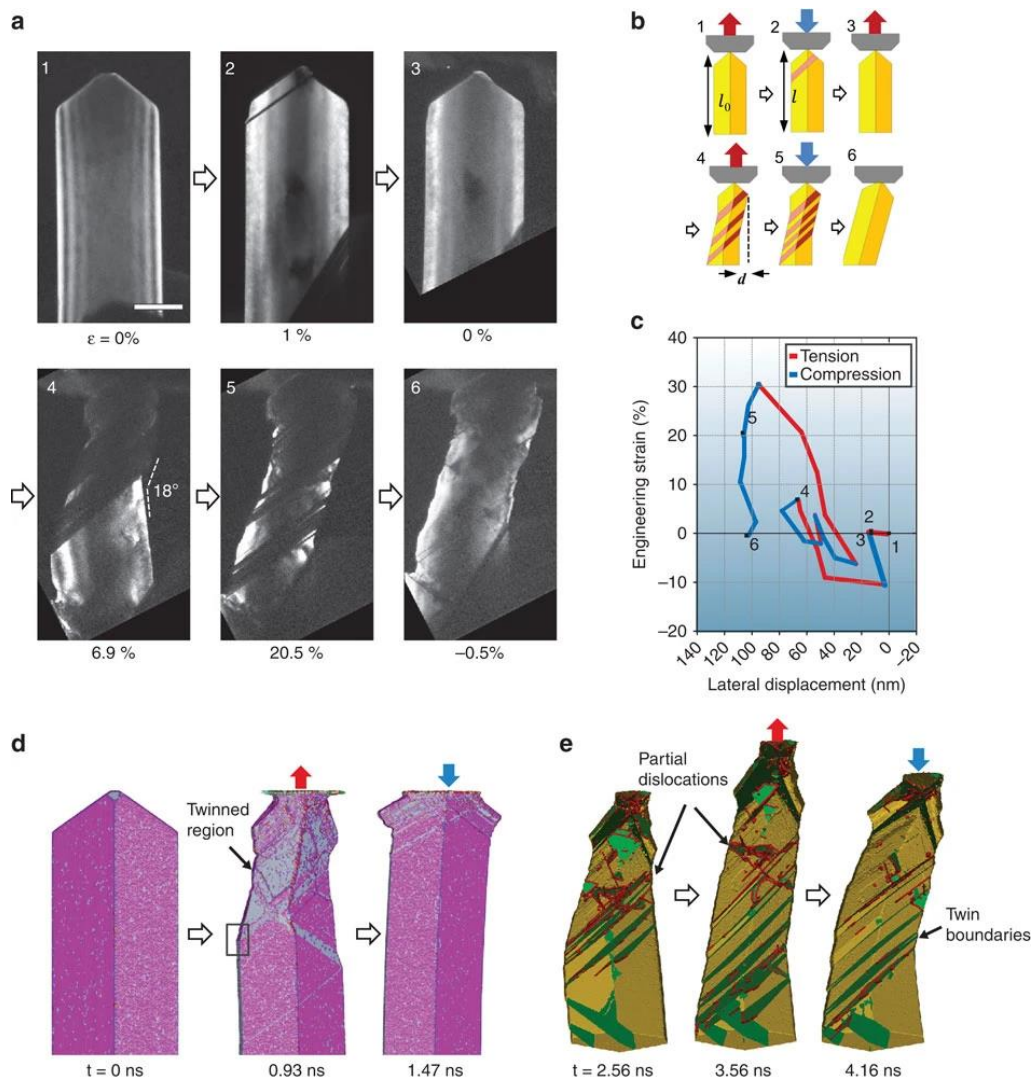 a
1
2
3
ε = 0%
1 %
0 %
4
5
6
18°
6.9 %
20.5 %
–0.5%
b
1
2
3
l0
l
4
5
6
d
c
40
30
20
10
0
–10
–20
Engineering strain (%)
Tension
Compression
5
4
2
3
1
6
140
120
100
80
60
40
20
0
–20
Lateral displacement (nm)
d
Twinned
region
t = 0 ns
0.93 ns
1.47 ns
e
Partial
dislocations
Twin
boundaries
t = 2.56 ns
3.56 ns
4.16 ns